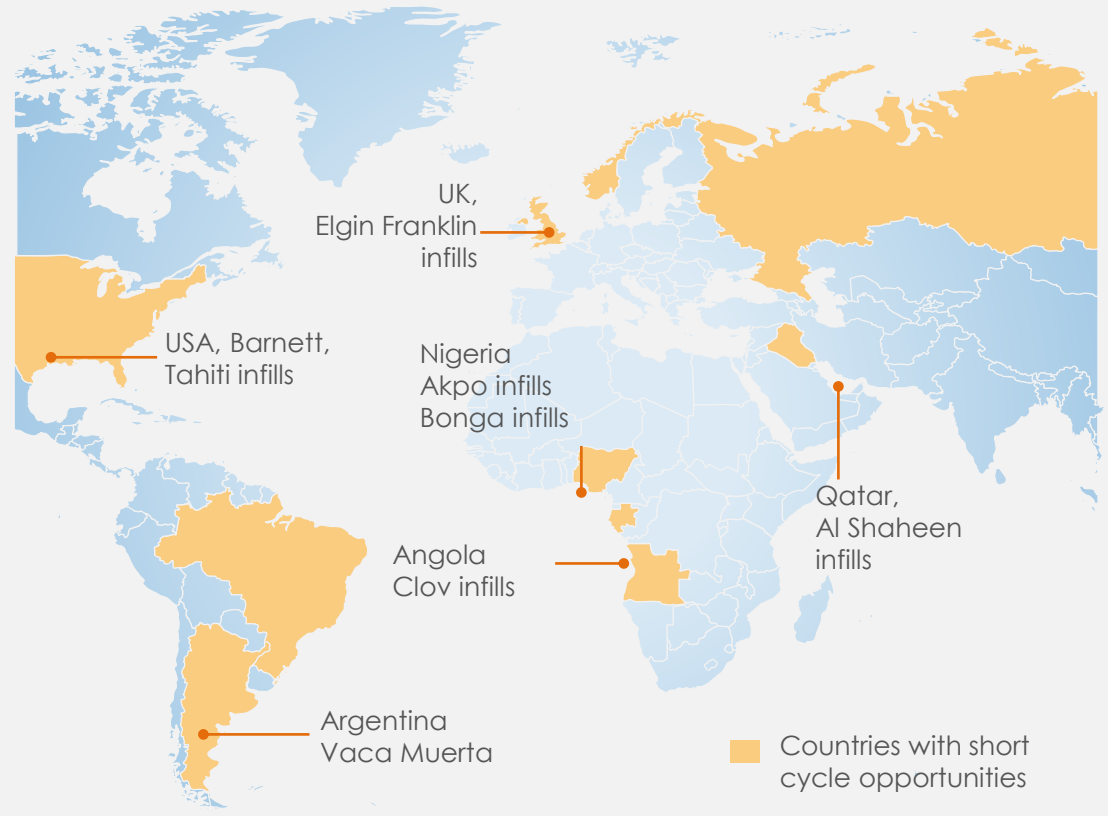 UK,
Elgin Franklin
infills
USA, Barnett,
Tahiti infills
Nigeria
Akpo infills
Bonga infills
Qatar,
Al Shaheen
infills
Angola
Clov infills
Argentina
Vaca Muerta
Countries with short
cycle opportunities